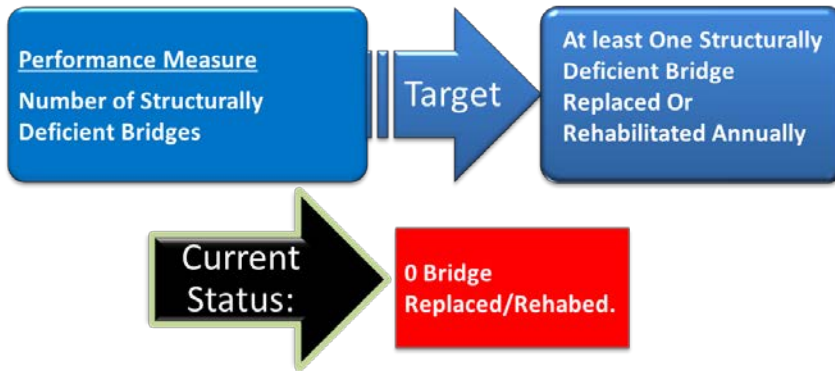 Performance Measure
Number of Structurally
Deficient Bridges
Target
At least One Structurally
Deficient Bridge
Replaced Or
Rehabilitated Annually
Current
Status:
0 Bridge
Replaced/Rehabed.